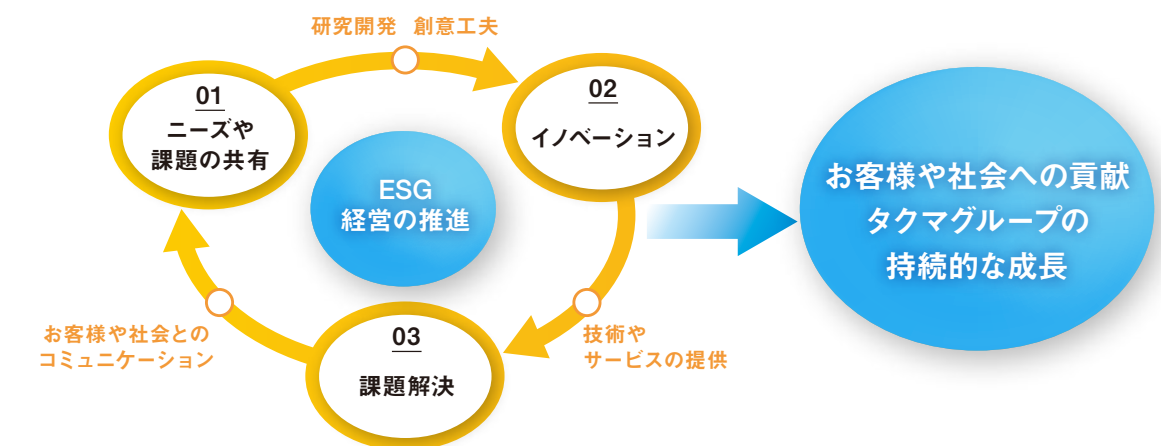 研究開発 創意工夫
01
ニーズや
課題の共有
02
イノベーション
ESG
経営の推進
お客様や社会への貢献
タクマグループの
持続的な成長
03
課題解決
お客様や社会との
コミュニケーション
技術や
サービスの提供